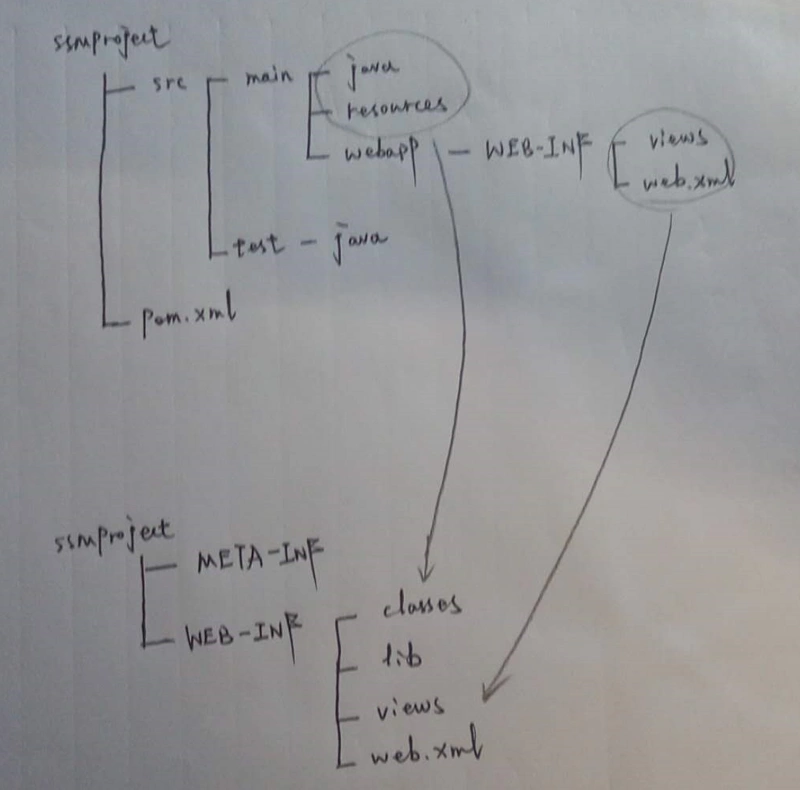 ssmproject
src
main
java
resources
webapp - WEB-INF
views
web.xml
test - java
pom.xml
ssmproject
META-INF
WEB-INF
classes
lib
views
web.xml